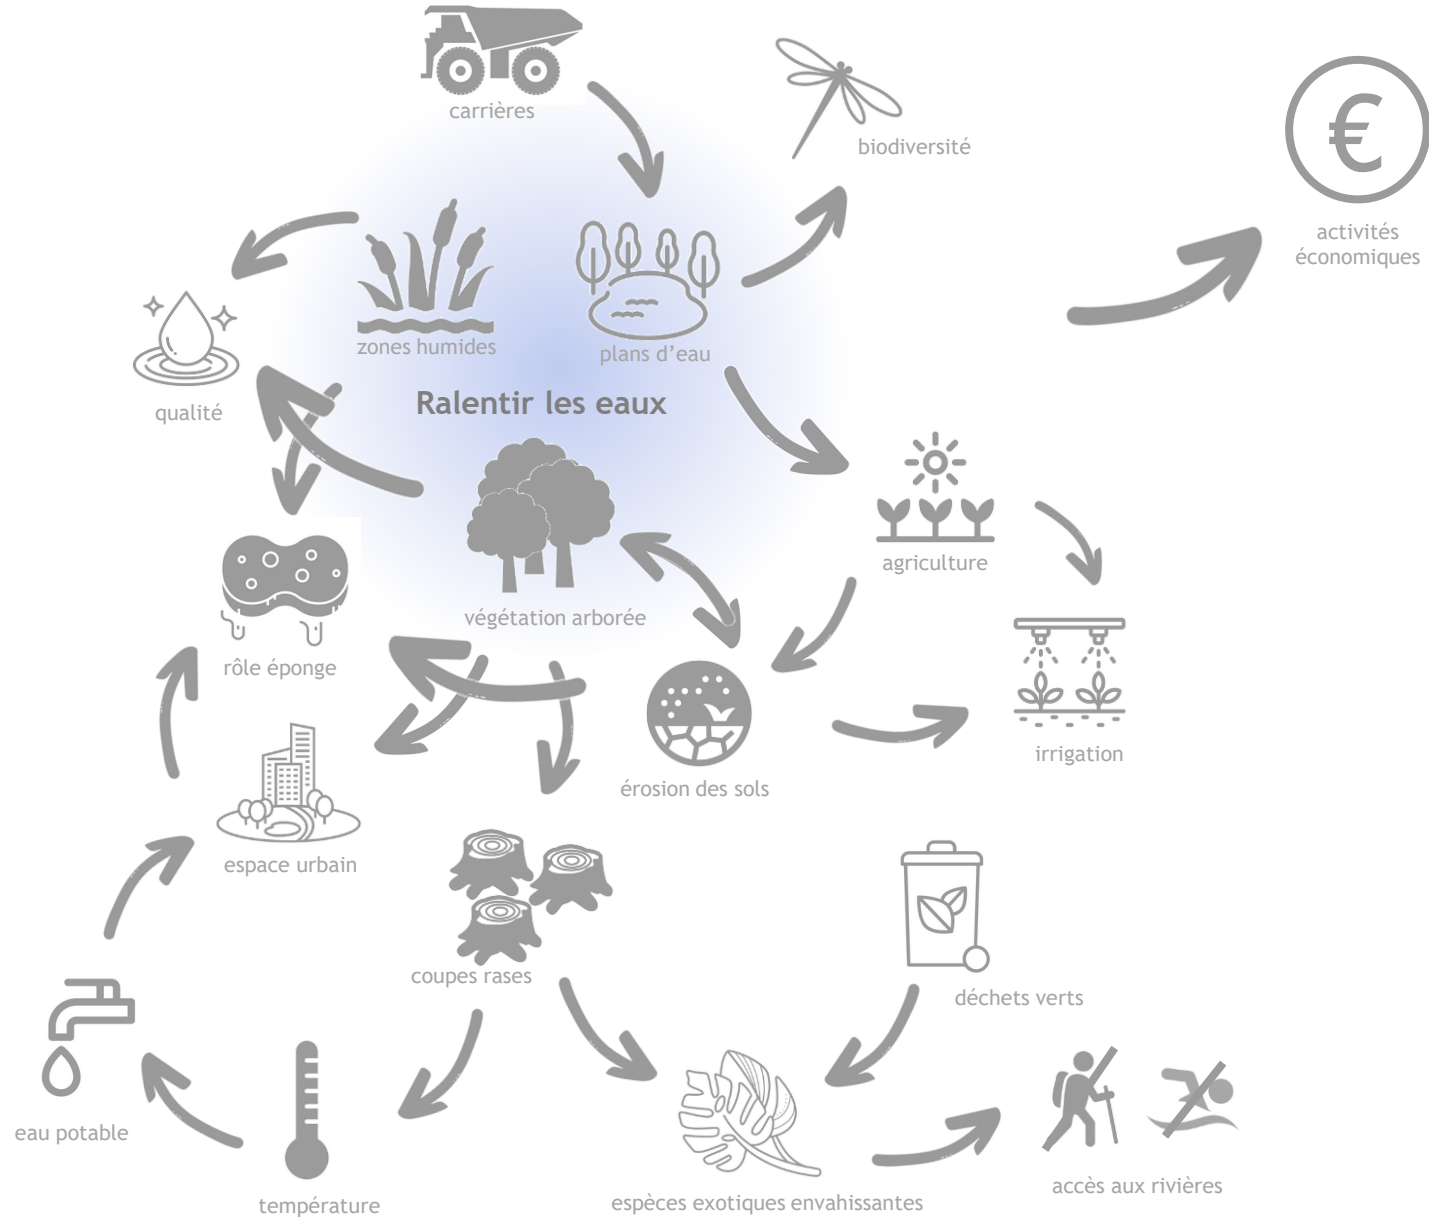 carrières
biodiversité
€
activités
économiques
zones humides
plans d'eau
qualité
Ralentir les eaux
agriculture
végétation arborée
rôle éponge
irrigation
érosion des sols
espace urbain
coupes rases
déchets verts
eau potable
température
espèces exotiques envahissantes
accès aux rivières